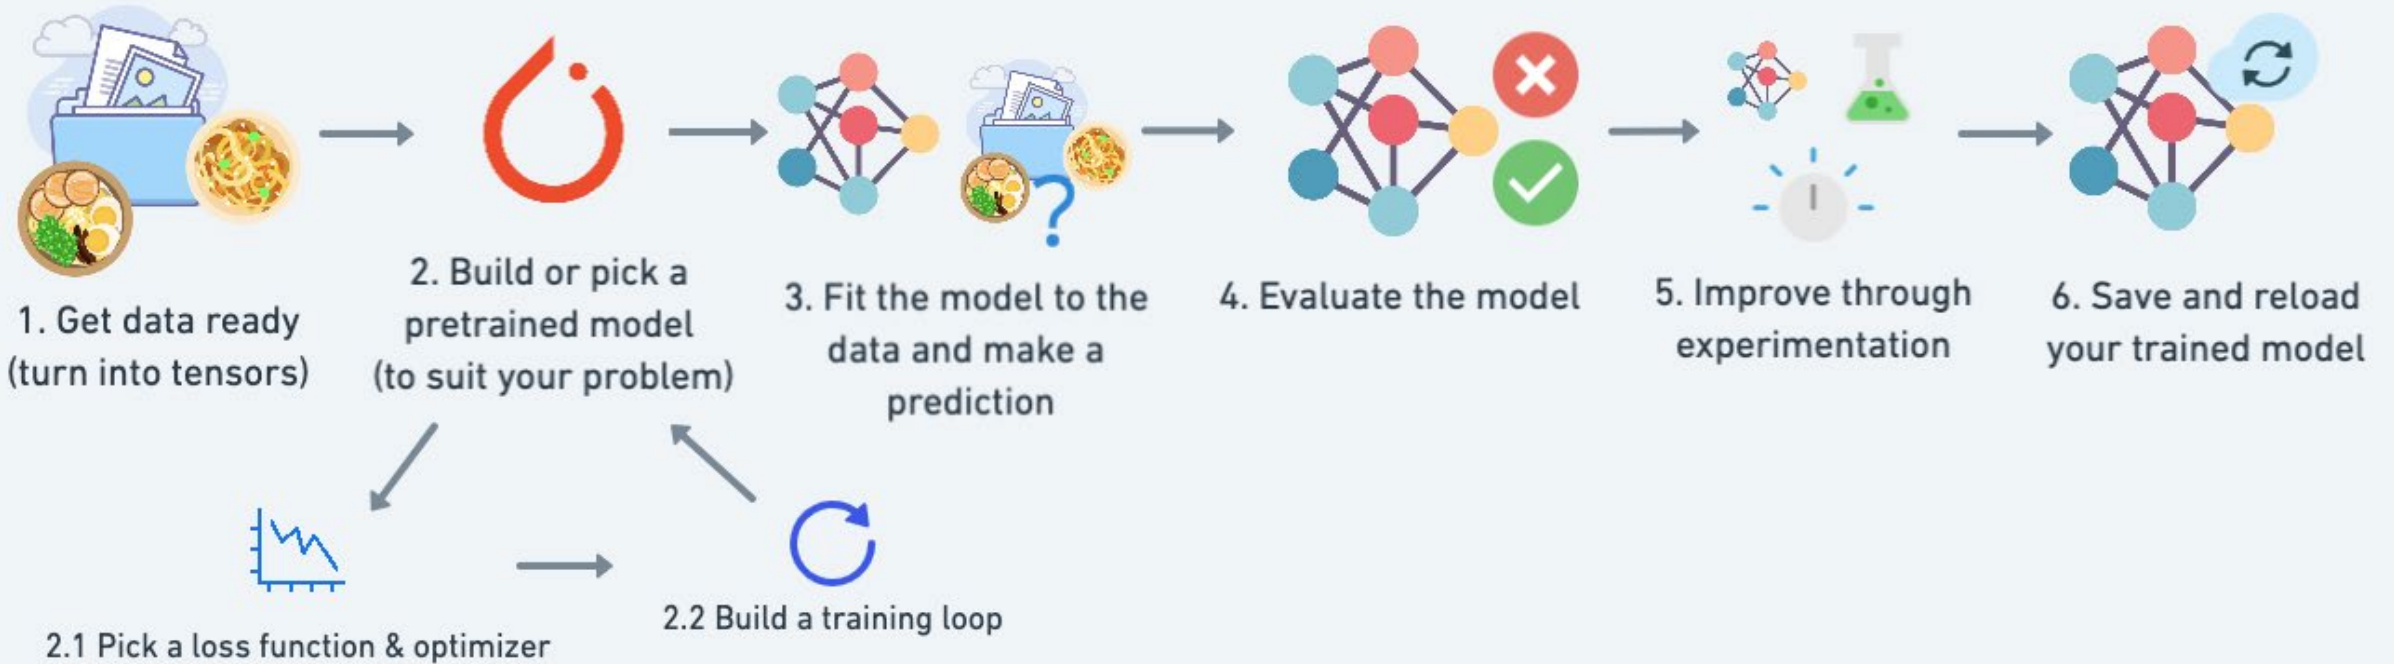 1. Get data ready
(turn into tensors)
2. Build or pick a
pretrained model
(to suit your problem)
3. Fit the model to the
data and make a
prediction
4. Evaluate the model
5. Improve through
experimentation
6. Save and reload
your trained model
2.1 Pick a loss function & optimizer
2.2 Build a training loop